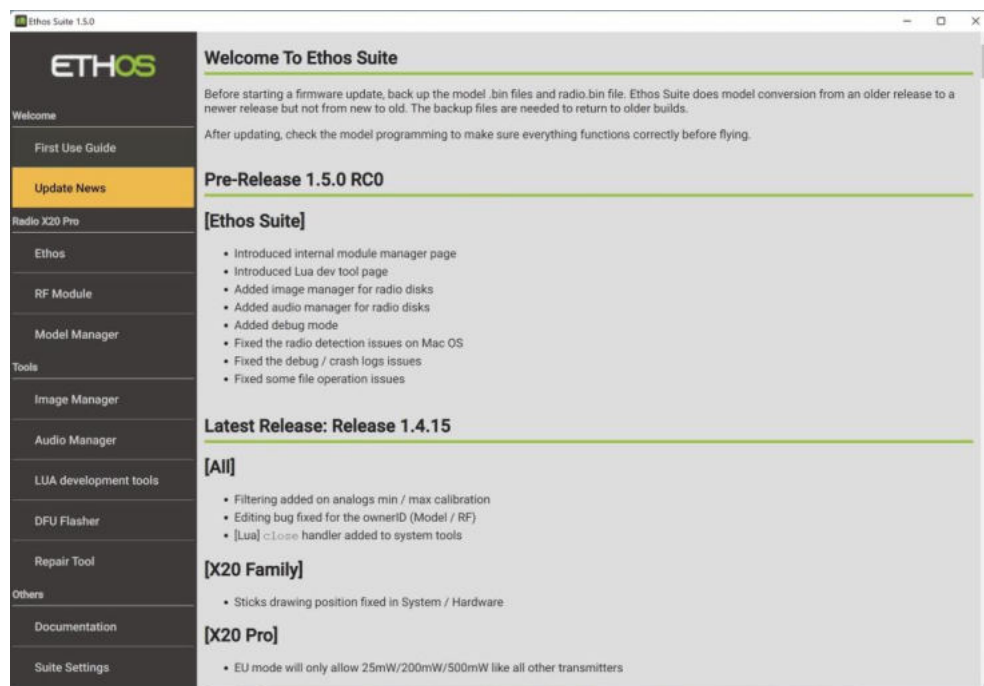 Ethos Suite 1.5.0
ETHOS
Welcome
First Use Guide
Update News
Radio X20 Pro
Ethos
RF Module
Model Manager
Tools
Image Manager
Audio Manager
LUA development tools
DFU Flasher
Repair Tool
Others
Documentation
Suite Settings
Welcome To Ethos Suite
Before starting a firmware update, back up the model .bin files and radio.bin file. Ethos Suite does model conversion from an older release to a
newer release but not from new to old. The backup files are needed to return to older builds.
After updating, check the model programming to make sure everything functions correctly before flying.
Pre-Release 1.5.0 RC0
[Ethos Suite]
• Introduced internal module manager page
• Introduced Lua dev tool page
• Added image manager for radio disks
• Added audio manager for radio disks
• Added debug mode
• Fixed the radio detection issues on Mac OS
• Fixed the debug / crash logs issues
• Fixed some file operation issues
Latest Release: Release 1.4.15
[All]
• Filtering added on analogs min / max calibration
• Editing bug fixed for the ownerID (Model / RF)
• [Lua] close handler added to system tools
[X20 Family]
• Sticks drawing position fixed in System / Hardware
[X20 Pro]
• EU mode will only allow 25mW/200mW/500mW like all other transmitters